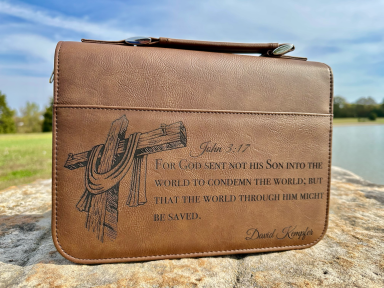 John 3:17
For God sent not his Son into the
world to condemn the world; but
that the world through him might
be saved.
David Kempfer